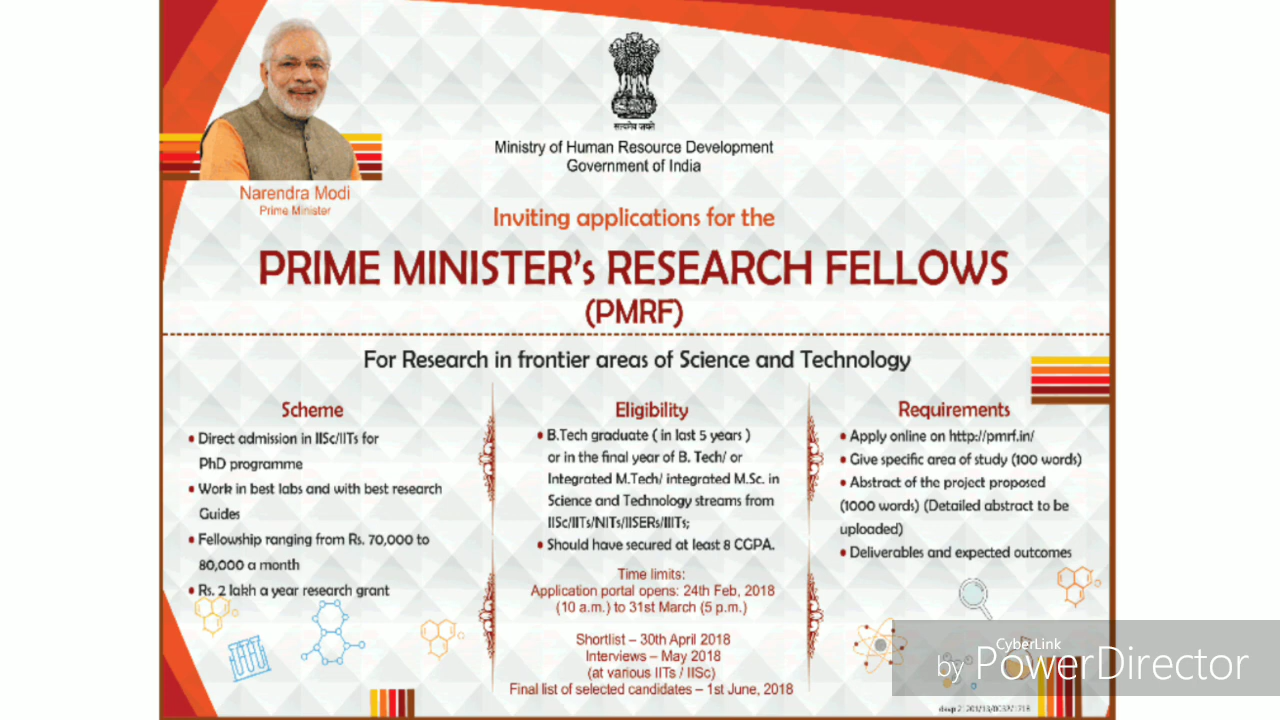 सत्यमेव जयते
Ministry of Human Resource Development
Government of India
Narendra Modi
Prime Minister
Inviting applications for the
PRIME MINISTER's RESEARCH FELLOWS
(PMRF)
For Research in frontier areas of Science and Technology
Scheme
• Direct admission in IISc/IITs for
PhD programme
• Work in best labs and with best research
Guides
• Fellowship ranging from Rs. 70,000 to
80,000 a month
• Rs. 2 lakh a year research grant
Eligibility
• B.Tech graduate ( in last 5 years )
or in the final year of B. Tech/ or
Integrated M.Tech/ integrated M.Sc. in
Science and Technology streams from
IISc/IITs/NITs/IISERs/IIITs;
• Should have secured at least 8 CGPA.
Time limits:
Application portal opens: 24th Feb, 2018
(10 a.m.) to 31st March (5 p.m.)
Shortlist – 30th April 2018
Interviews – May 2018
(at various IITs / IISc)
Final list of selected candidates – 1st June, 2018
Requirements
• Apply online on http://pmrf.in/
• Give specific area of study (100 words)
• Abstract of the project proposed
(1000 words) (Detailed abstract to be
uploaded)
• Deliverables and expected outcomes
CyberLink
by PowerDirector